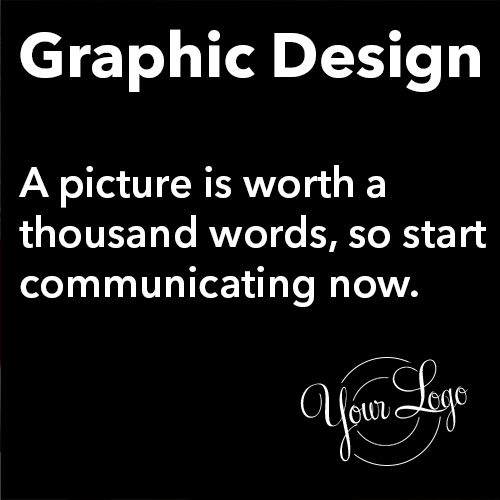 Graphic Design
A picture is worth a
thousand words, so start
communicating now.
Your Logo